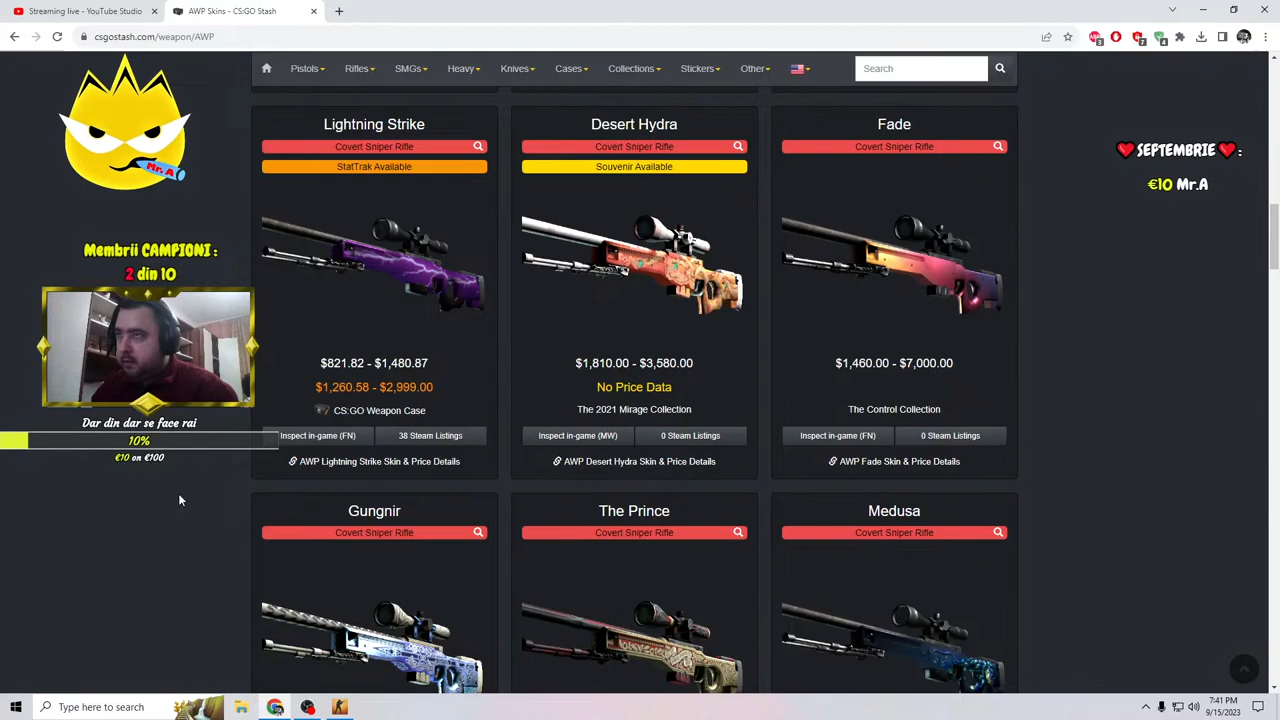 Streaming live - YouTube Studio
AWP Skins - CS:GO Stash
csgostash.com/weapon/AWP
3
7
4
Pistols
Rifles
SMGs
Heavy
Knives
Cases
Collections
Stickers
Other
Search
Mr. A
Membrii CAMPIONI :
2 din 10
Dar din dar se face rai
10%
€10 on €100
SEPTEMBRIE :
€10 Mr.A
Lightning Strike
Covert Sniper Rifle
StatTrak Available
$821.82 - $1,480.87
$1,260.58 - $2,999.00
CS:GO Weapon Case
Inspect in-game (FN)
38 Steam Listings
AWP Lightning Strike Skin & Price Details
Desert Hydra
Covert Sniper Rifle
Souvenir Available
$1,810.00 - $3,580.00
No Price Data
The 2021 Mirage Collection
Inspect in-game (MW)
0 Steam Listings
AWP Desert Hydra Skin & Price Details
Fade
Covert Sniper Rifle
$1,460.00 - $7,000.00
The Control Collection
Inspect in-game (FN)
0 Steam Listings
AWP Fade Skin & Price Details
Gungnir
Covert Sniper Rifle
The Prince
Covert Sniper Rifle
Medusa
Covert Sniper Rifle
Type here to search
7:41 PM
9/15/2023